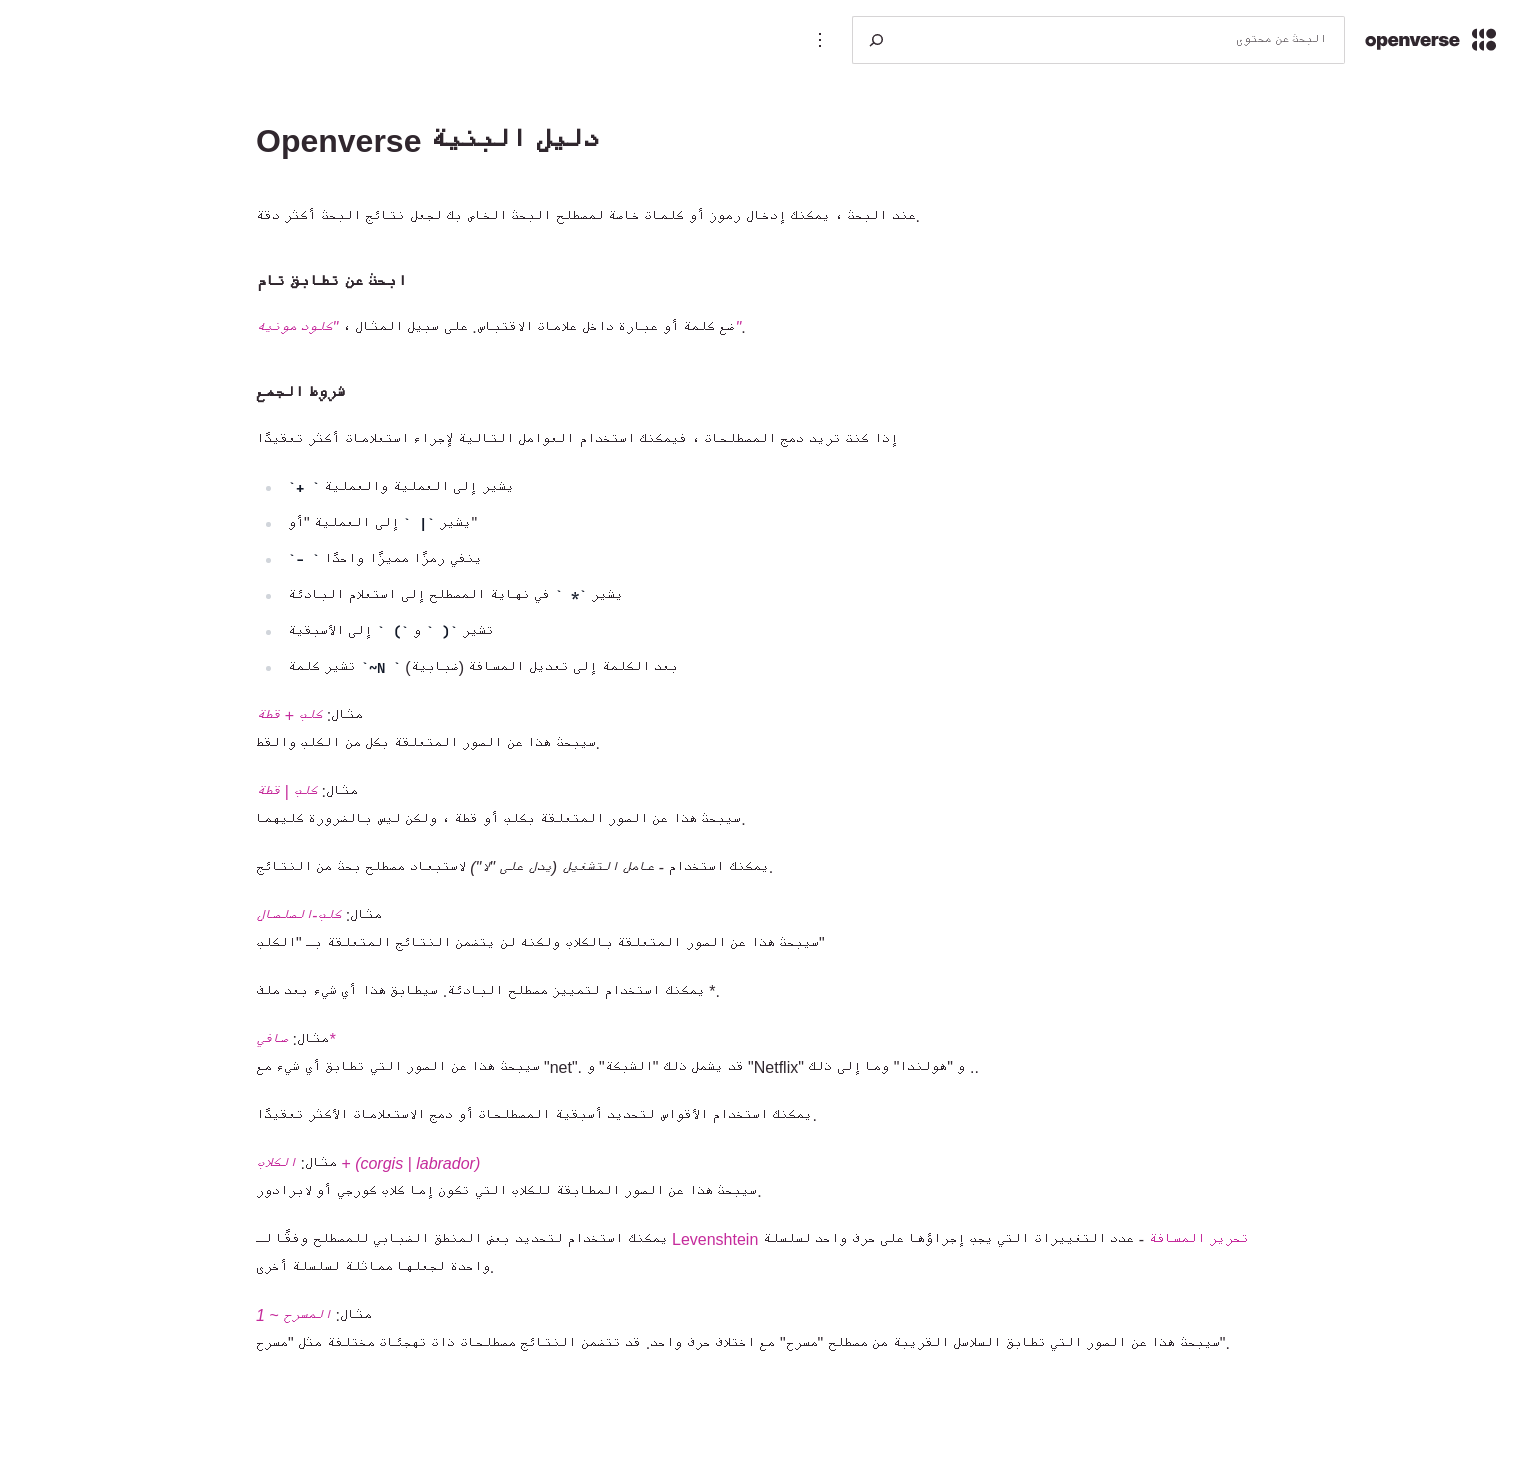 openverse
البحث عن محتوى
دليل البنية Openverse
عند البحث ، يمكنك إدخال رموز أو كلمات خاصة لمصطلح البحث الخاص بك لجعل نتائج البحث أكثر دقة.
ابحث عن تطابق تام
ضع كلمة أو عبارة داخل علامات الاقتباس. على سبيل المثال ، "كلود مونيه".
شروط الجمع
إذا كنت تريد دمج المصطلحات ، فيمكنك استخدام العوامل التالية لإجراء استعلامات أكثر تعقيدًا
يشير إلى العملية والعملية ` +`
يشير `| ` إلى العملية "أو"
ينفي رمزًا مميزًا واحدًا ` -`
يشير `* ` في نهاية المصطلح إلى استعلام البادئة
تشير `( ` و `) ` إلى الأسبقية
بعد الكلمة إلى تعديل المسافة (ضبابية) ` ~N` تشير كلمة
مثال: كلب + قطة
سيبحث هذا عن الصور المتعلقة بكل من الكلب والقط.
مثال: كلب | قطة
سيبحث هذا عن الصور المتعلقة بكلب أو قطة ، ولكن ليس بالضرورة كليهما.
يمكنك استخدام - عامل التشغيل (يدل على "لا") لاستبعاد مصطلح بحث من النتائج.
مثال: كلب-الصلصال
سيبحث هذا عن الصور المتعلقة بالكلاب ولكنه لن يتضمن النتائج المتعلقة بـ "الكلب"
يمكنك استخدام لتمييز مصطلح البادئة. سيطابق هذا أي شيء بعد ملف *.
مثال: صافي*
سيبحث هذا عن الصور التي تطابق أي شيء مع "net". قد يشمل ذلك "الشبكة" و "Netflix" و "هولندا" وما إلى ذلك ..
يمكنك استخدام الأقواس لتحديد أسبقية المصطلحات أو دمج الاستعلامات الأكثر تعقيدًا.
مثال: الكلاب + (corgis | labrador)
سيبحث هذا عن الصور المطابقة للكلاب التي تكون إما كلاب كورجي أو لابرادور.
يمكنك استخدام لتحديد بعض المنطق الضبابي للمصطلح وفقًا لـ Levenshtein تحرير المسافة - عدد التغييرات التي يجب إجراؤها على حرف واحد لسلسلة
واحدة لجعلها مماثلة لسلسلة أخرى.
مثال: المسرح ~ 1
سيبحث هذا عن الصور التي تطابق السلاسل القريبة من مصطلح "مسرح" مع اختلاف حرف واحد. قد تتضمن النتائج مصطلحات ذات تهجئات مختلفة مثل "مسرح".